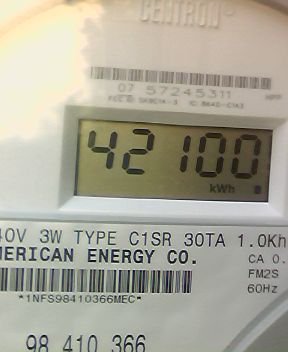 CENTRON®
07 57245311
42100
kWh
40V 3W TYPE C1SR 30TA 1.0Kh
MERICAN ENERGY CO.
CA 0.
FM2S
*1NFS98410366MEC*
60Hz
98 410 366